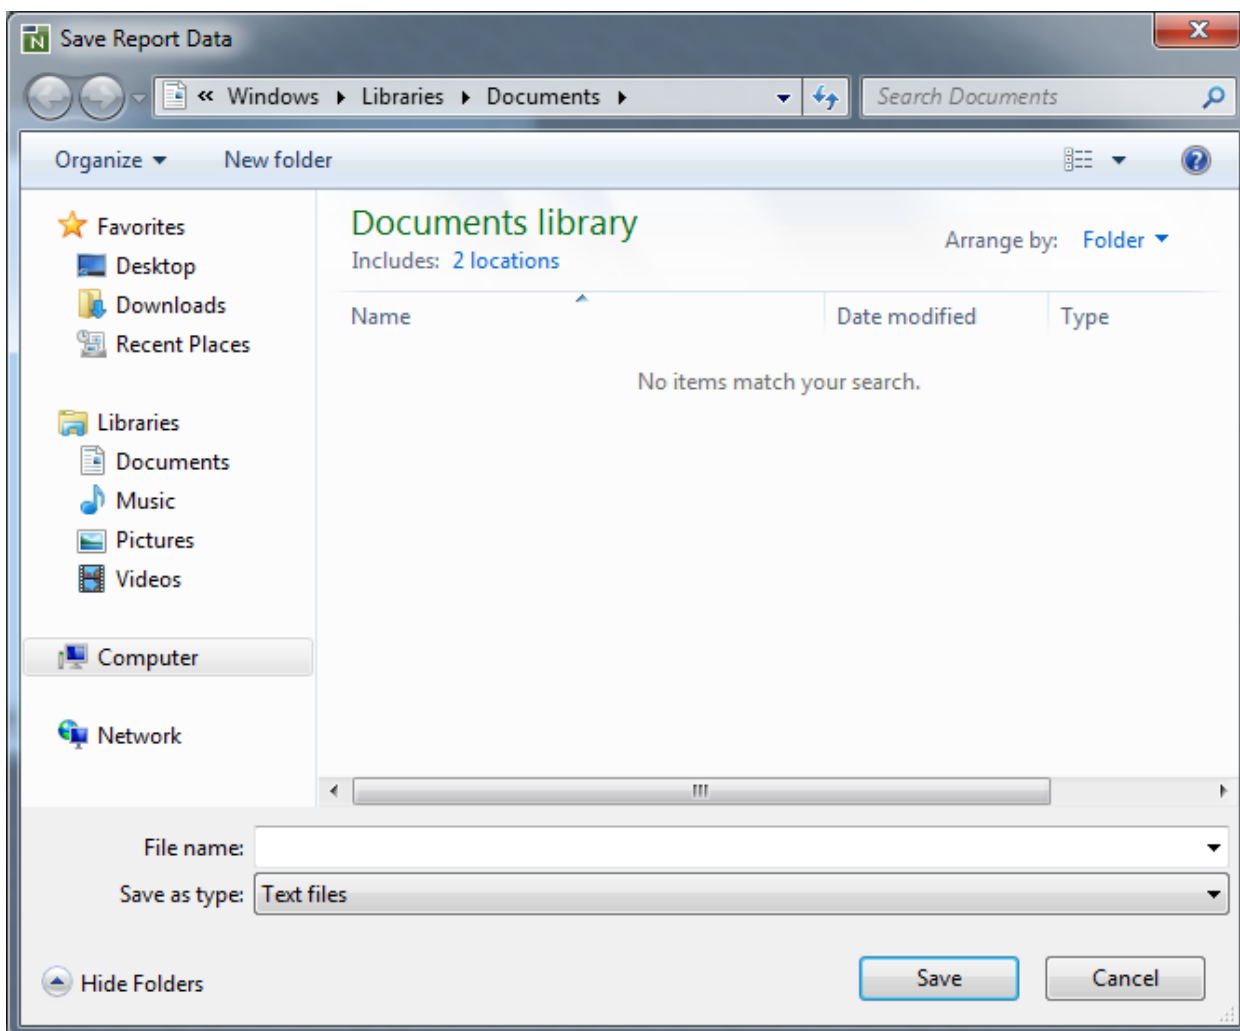 Save Report Data
« Windows Libraries Documents Search Documents
Organize New folder
Favorites
Desktop
Downloads
Recent Places
Libraries
Documents
Music
Pictures
Videos
Computer
Network
Documents library
Includes: 2 locations
Arrange by: Folder
Name Date modified Type
No items match your search.
File name:
Save as type: Text files
Hide Folders Save Cancel